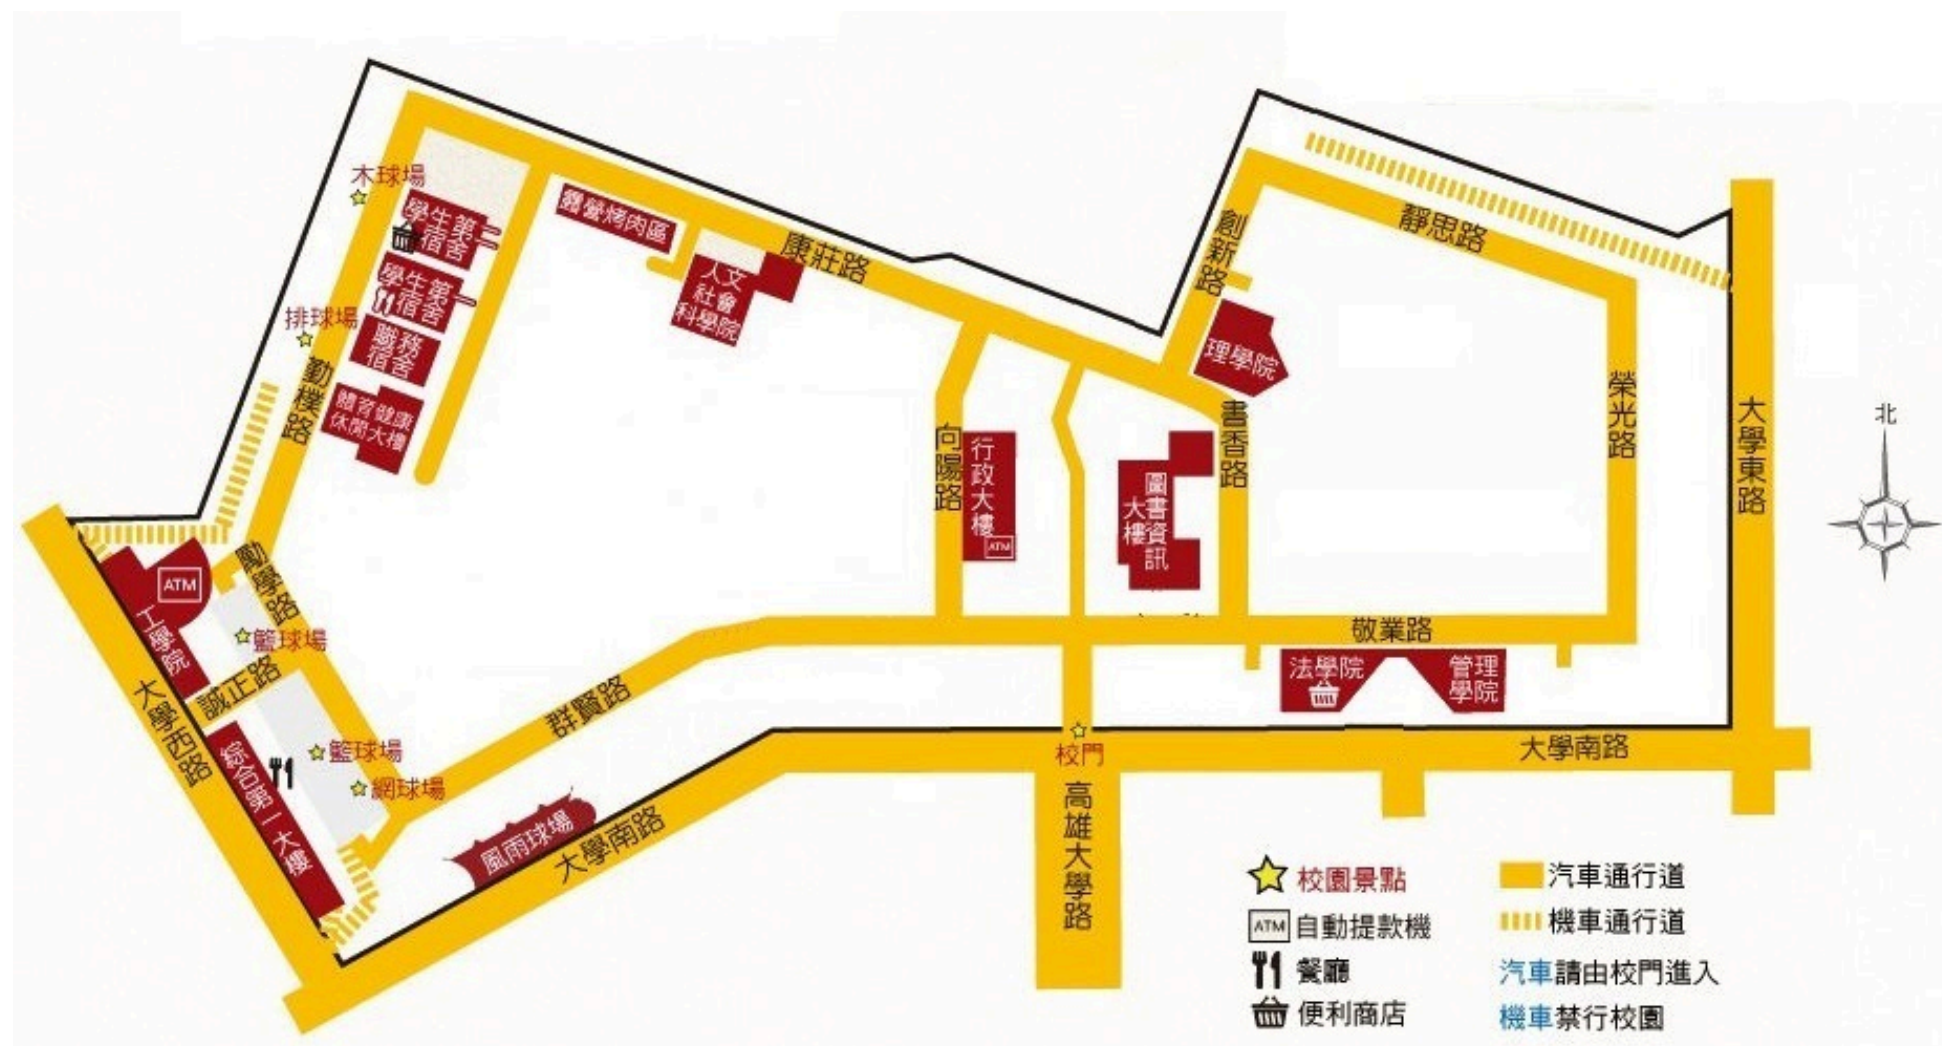 木球場
學生第一
宿舍
學生第二
宿舍
排球場
職務
宿舍
體育健康
休閒大樓
勤樸路
露營烤肉區
人文
社會
科學院
康莊路
創新路
靜思路
理學院
榮光路
大學東路
北
向陽路
行政大樓
ATM
圖書資訊
大樓
書香路
敬業路
法學院
管理
學院
ATM
工學院
勵學路
籃球場
誠正路
大學西路
綜合第一大樓
籃球場
網球場
群賢路
風雨球場
大學南路
校門
大學南路
高雄大學路
校園景點
ATM 自動提款機
餐廳
便利商店
汽車通行道
機車通行道
汽車請由校門進入
機車禁行校園